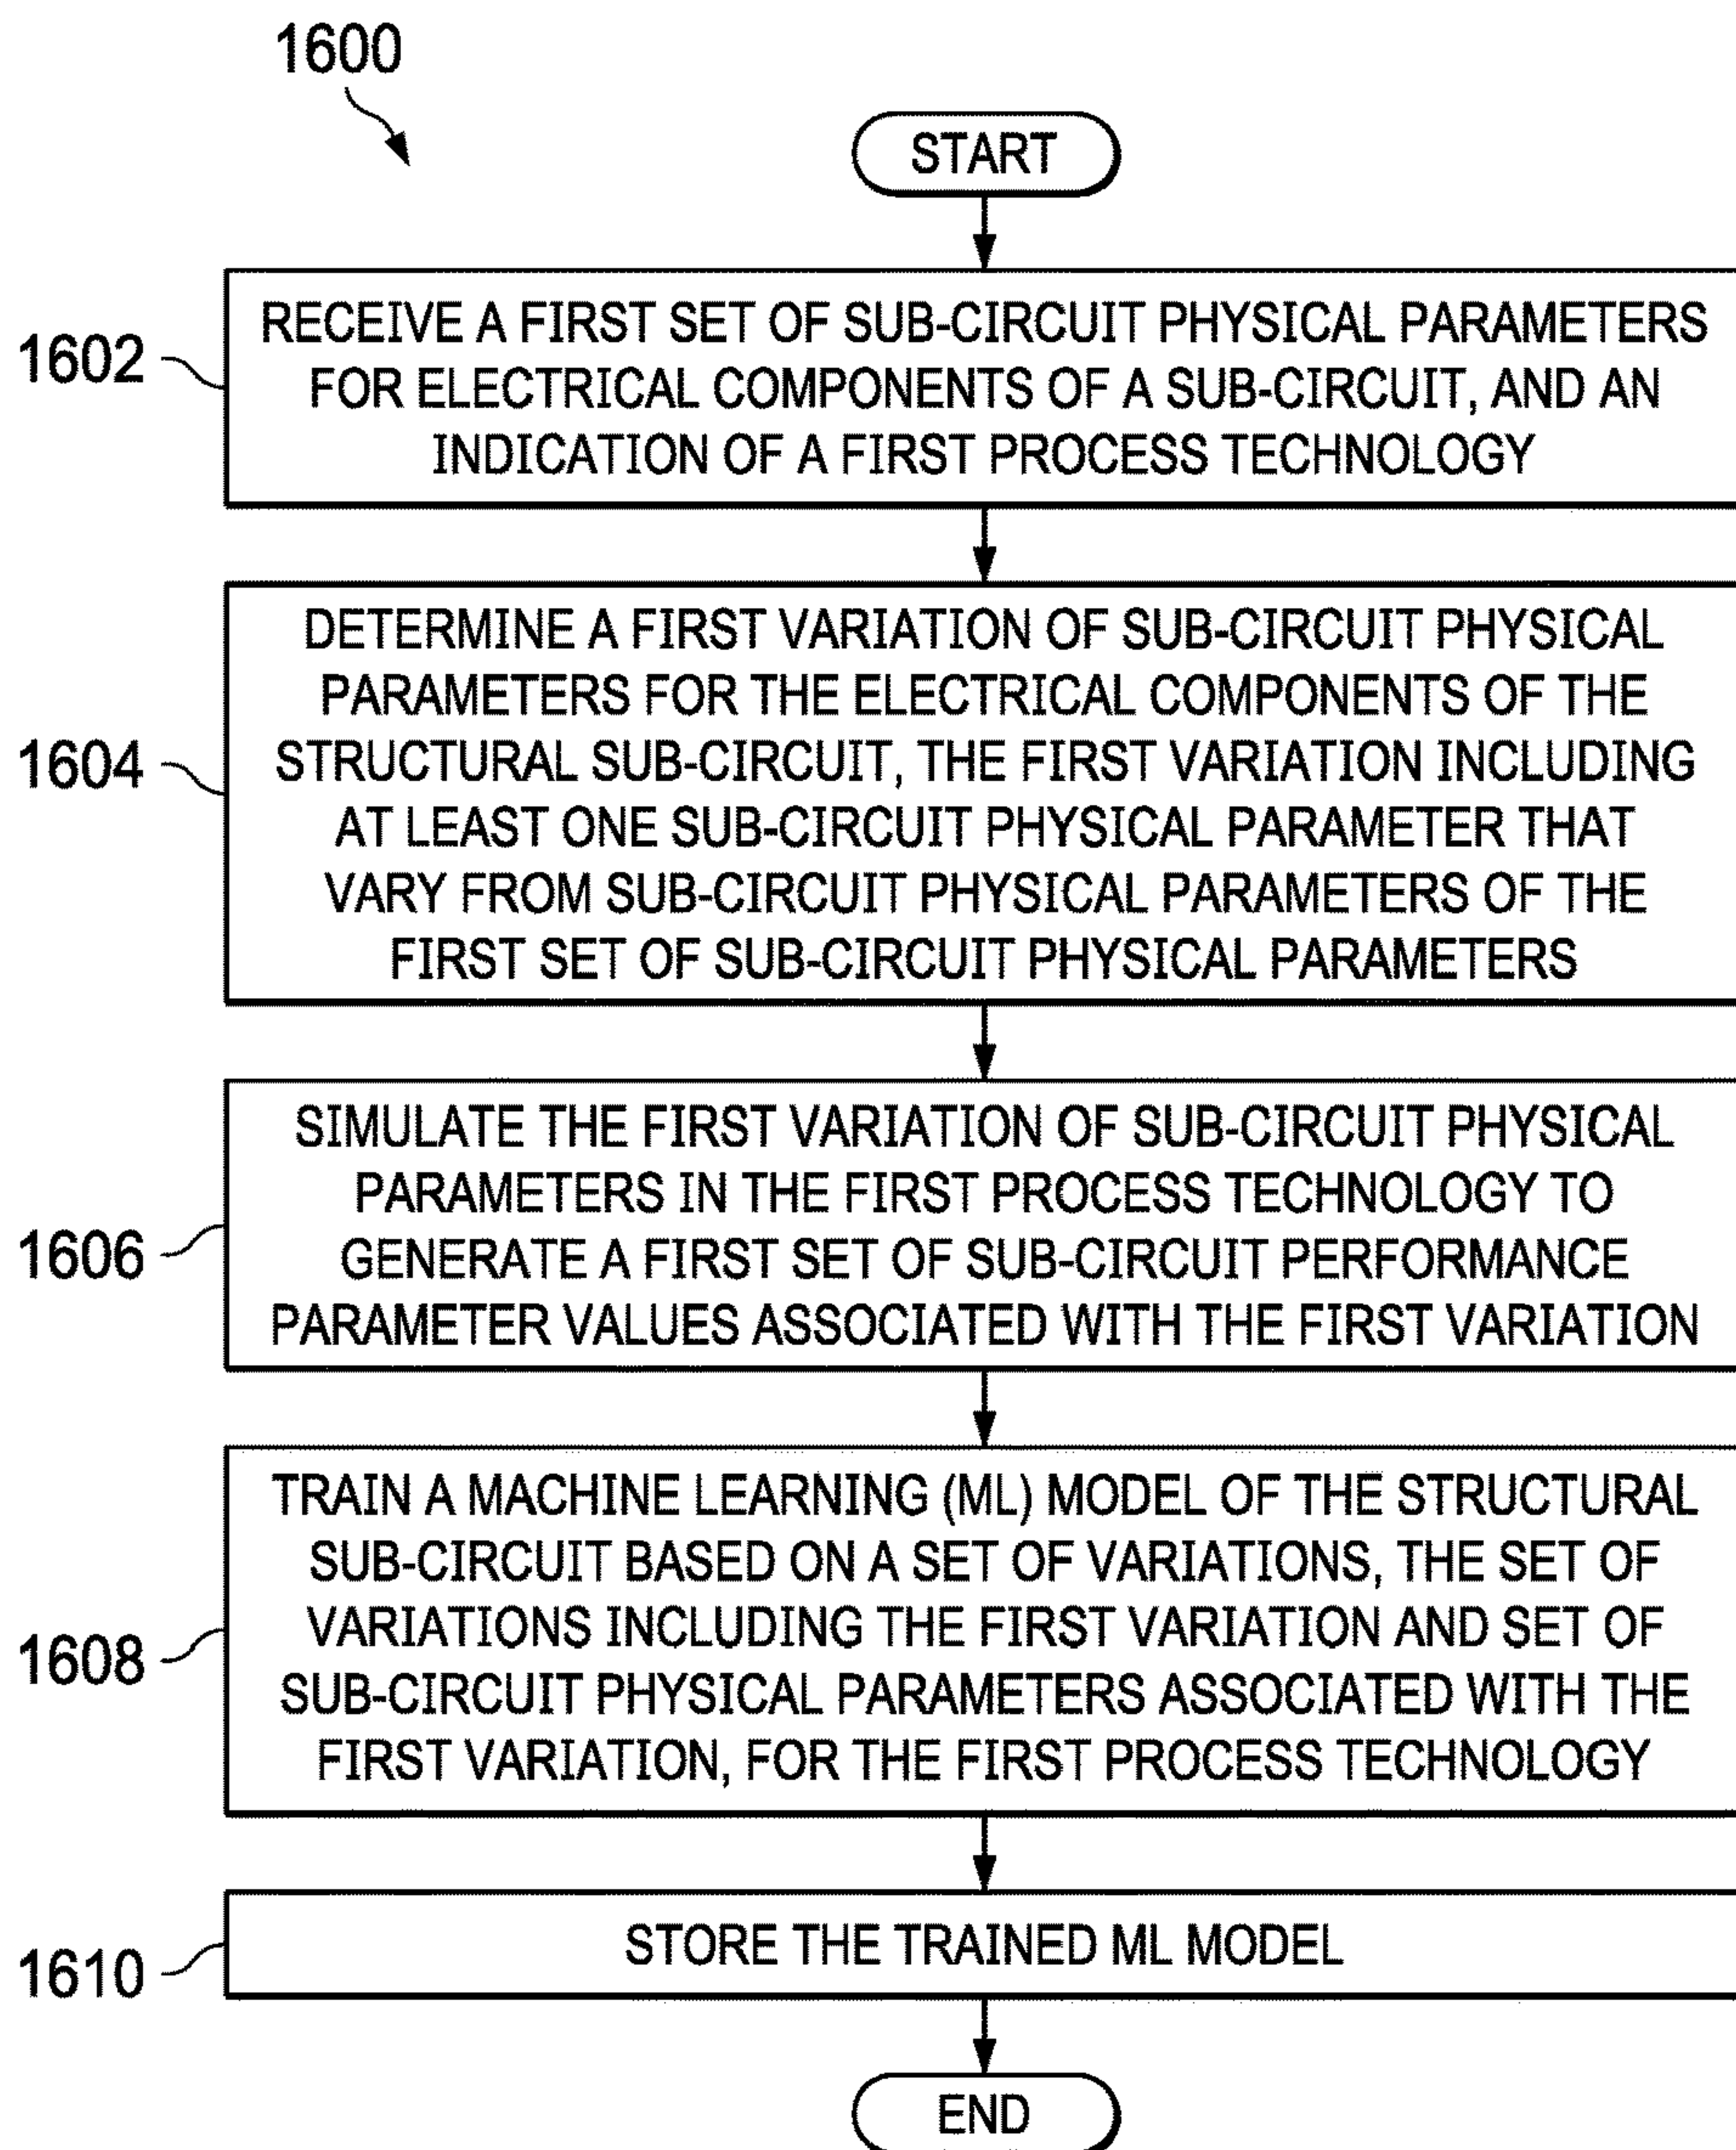 1600
START
1602
RECEIVE A FIRST SET OF SUB-CIRCUIT PHYSICAL PARAMETERS
FOR ELECTRICAL COMPONENTS OF A SUB-CIRCUIT, AND AN
INDICATION OF A FIRST PROCESS TECHNOLOGY
1604
DETERMINE A FIRST VARIATION OF SUB-CIRCUIT PHYSICAL
PARAMETERS FOR THE ELECTRICAL COMPONENTS OF THE
STRUCTURAL SUB-CIRCUIT, THE FIRST VARIATION INCLUDING
AT LEAST ONE SUB-CIRCUIT PHYSICAL PARAMETER THAT
VARY FROM SUB-CIRCUIT PHYSICAL PARAMETERS OF THE
FIRST SET OF SUB-CIRCUIT PHYSICAL PARAMETERS
1606
SIMULATE THE FIRST VARIATION OF SUB-CIRCUIT PHYSICAL
PARAMETERS IN THE FIRST PROCESS TECHNOLOGY TO
GENERATE A FIRST SET OF SUB-CIRCUIT PERFORMANCE
PARAMETER VALUES ASSOCIATED WITH THE FIRST VARIATION
1608
TRAIN A MACHINE LEARNING (ML) MODEL OF THE STRUCTURAL
SUB-CIRCUIT BASED ON A SET OF VARIATIONS, THE SET OF
VARIATIONS INCLUDING THE FIRST VARIATION AND SET OF
SUB-CIRCUIT PHYSICAL PARAMETERS ASSOCIATED WITH THE
FIRST VARIATION, FOR THE FIRST PROCESS TECHNOLOGY
1610
STORE THE TRAINED ML MODEL
END